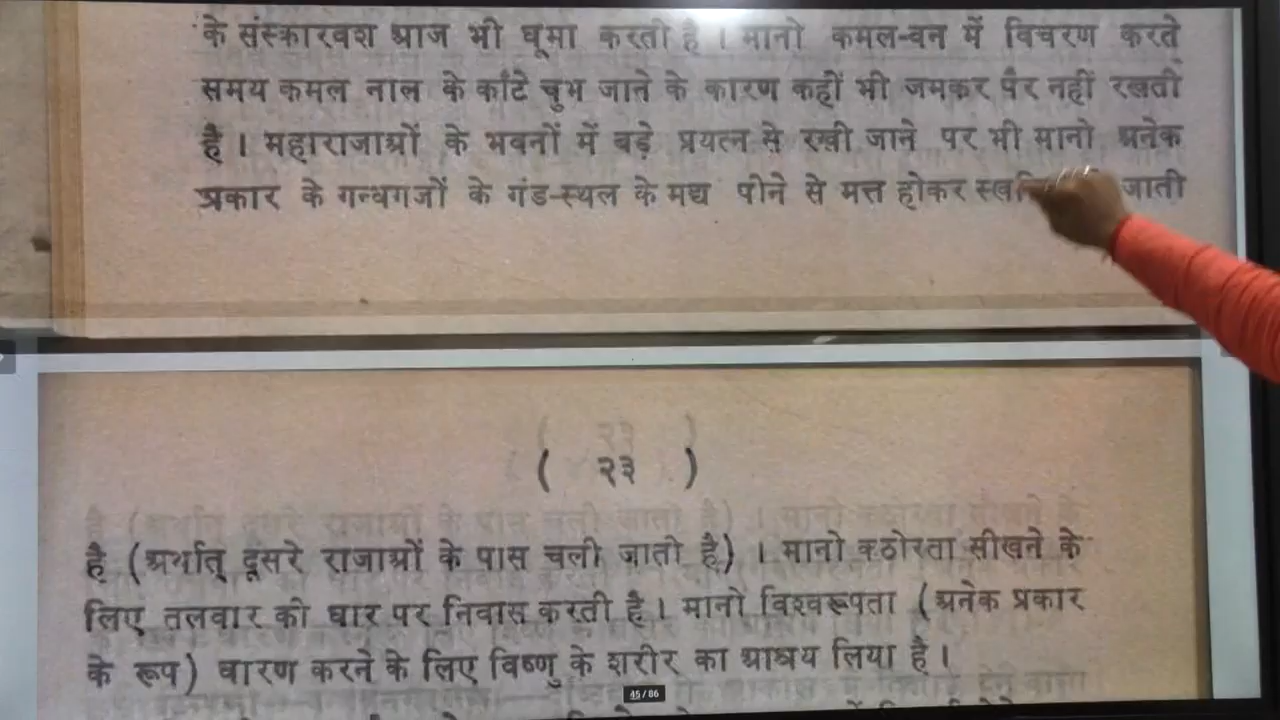 के संस्कारवश आज भी घूमा करती है । मानो कमल-वन में विचरण करते
समय कमल नाल के काँटे चुभ जाने के कारण कहीं भी जमकर पैर नहीं रखती
है । महाराजाओं के भवनों में बड़े प्रयत्न से रखी जाने पर भी मानो अनेक
प्रकार के गन्धगजों के गंड-स्थल के मद्य पीने से मत्त होकर जाती
( २३ )
है (अर्थात् दूसरे राजाओं के पास चली जाती है) । मानो कठोरता सीखने के
लिए तलवार की धार पर निवास करती है । मानो विश्वरूपता (अनेक प्रकार
के रूप) धारण करने के लिए विष्णु के शरीर का आश्रय लिया है ।
45 / 86